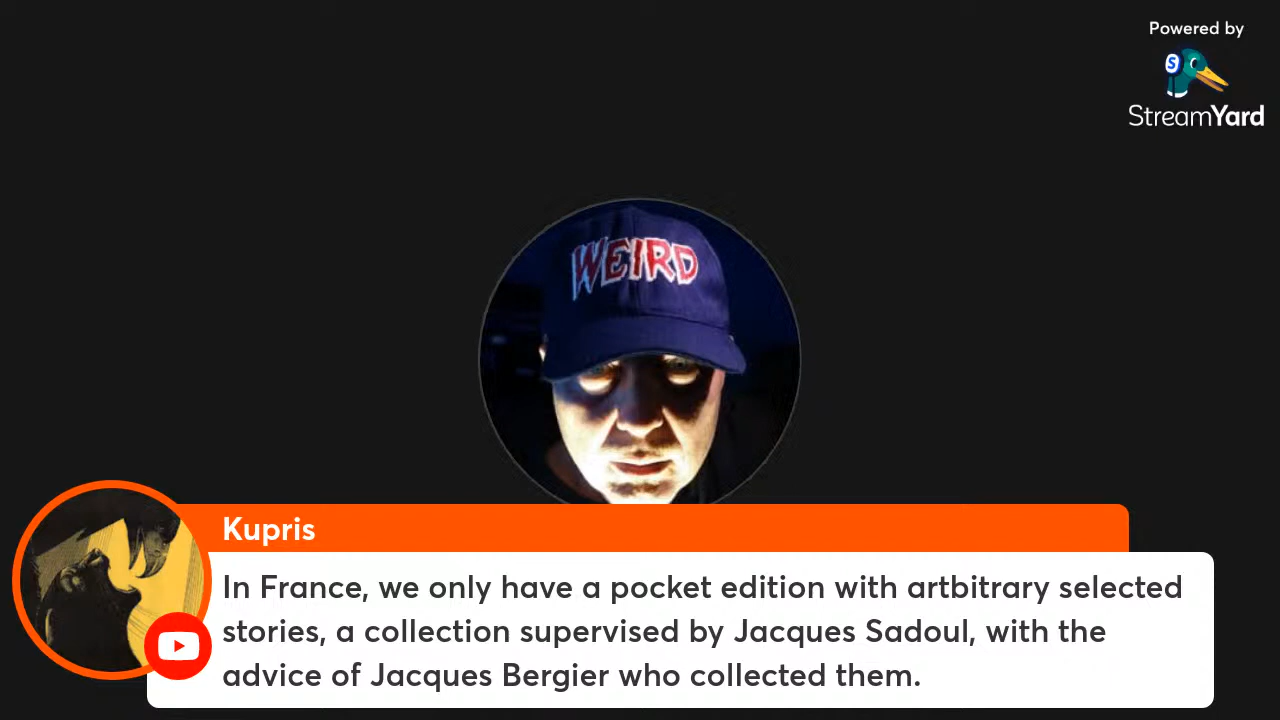 Powered by
S
StreamYard
WEIRD
Kupris
In France, we only have a pocket edition with artbitrary selected
stories, a collection supervised by Jacques Sadoul, with the
advice of Jacques Bergier who collected them.